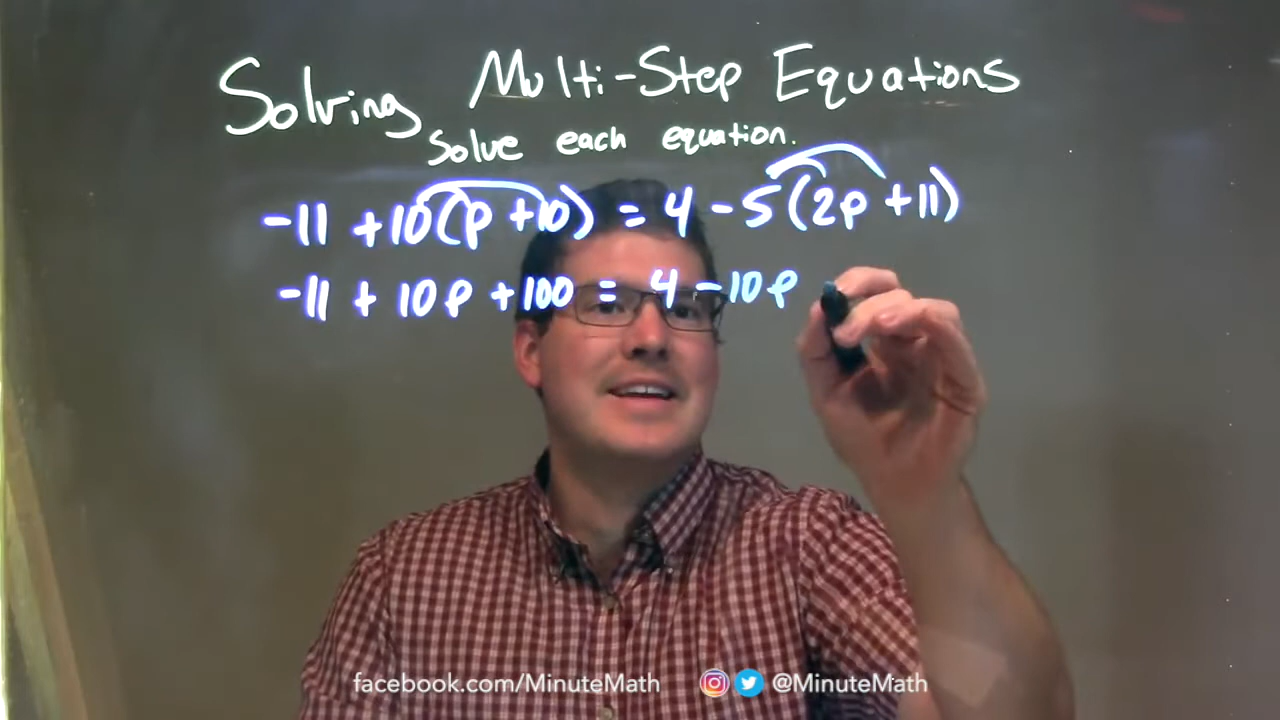 Solving Multi-Step Equations
Solve each equation.
-11 +10(p +10) = 4 -5(2p +11)
-11 + 10p +100 = 4 -10p
facebook.com/MinuteMath @MinuteMath